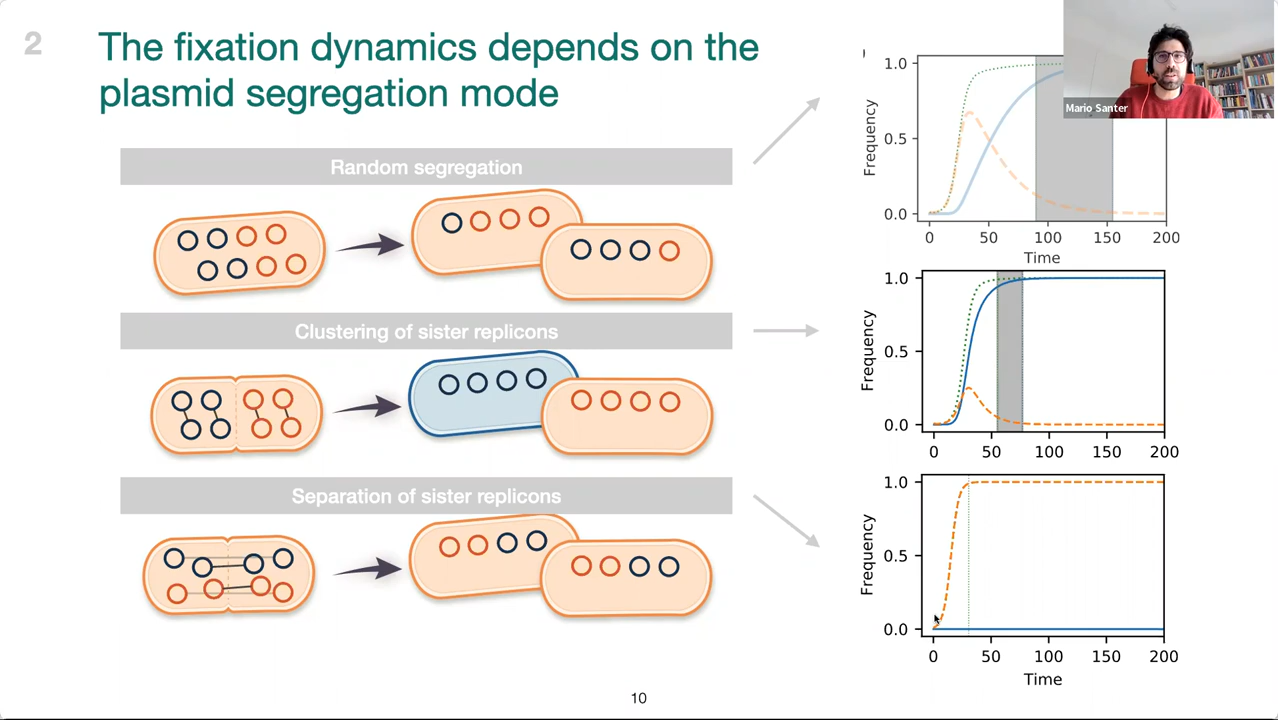 2
The fixation dynamics depends on the
plasmid segregation mode
Random segregation
Clustering of sister replicons
Separation of sister replicons
Mario Santer
1.0
0.5
0.0
Frequency
0 50 100 150 200
Time
1.0
0.5
0.0
Frequency
0 50 100 150 200
1.0
0.5
0.0
Frequency
0 50 100 150 200
Time
10